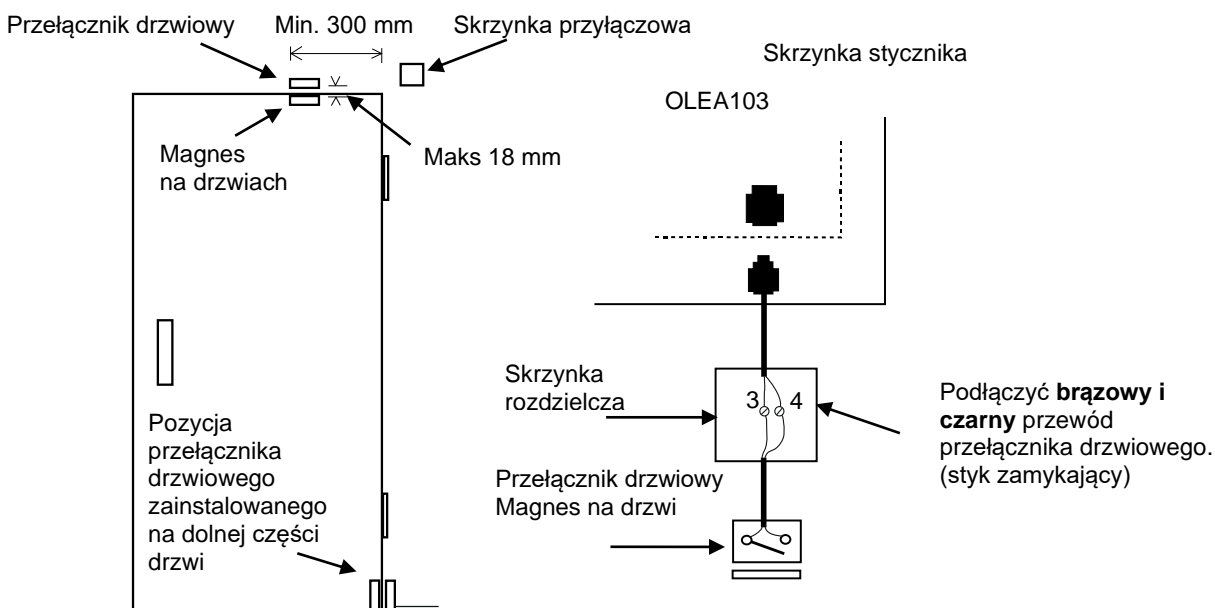 Przełącznik drzwiowy
Min. 300 mm
Skrzynka przyłączowa
Magnes
na drzwiach
Maks 18 mm
Pozycja
przełącznika
drzwiowego
zainstalowanego
na dolnej części
drzwi
Skrzynka stycznika
OLEA103
Skrzynka
rozdzielcza
3 4
Podłączyć brązowy i
czarny przewód
przełącznika drzwiowego.
(styk zamykający)
Przełącznik drzwiowy
Magnes na drzwi